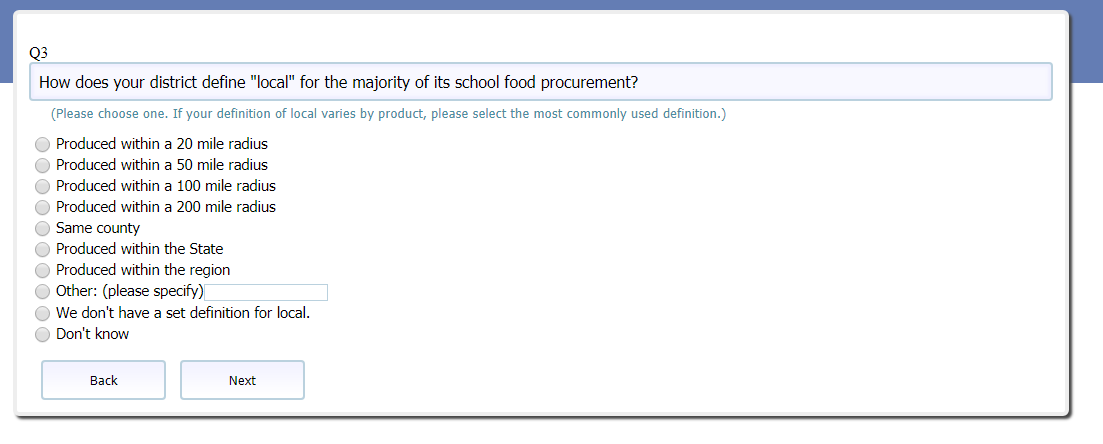 Q3
How does your district define "local" for the majority of its school food procurement?
(Please choose one. If your definition of local varies by product, please select the most commonly used definition.)
Produced within a 20 mile radius
Produced within a 50 mile radius
Produced within a 100 mile radius
Produced within a 200 mile radius
Same county
Produced within the State
Produced within the region
Other: (please specify)
We don't have a set definition for local.
Don't know
Back Next